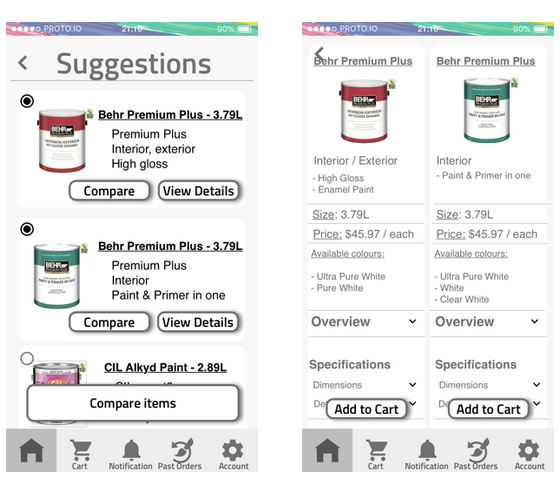 PROTO.IO 21:16 90%
Suggestions
Behr Premium Plus - 3.79L
Premium Plus
Interior, exterior
High gloss
BEHR
Compare
View Details
Behr Premium Plus - 3.79L
Premium Plus
Interior
Paint & Primer in one
BEHR
Compare
View Details
CIL Alkyd Paint - 2.89L
Compare items
Cart
Notification
Past Orders
Account
PROTO.IO 21:16 90%
Behr Premium Plus
BEHR
Interior / Exterior
- High Gloss
- Enamel Paint
Size: 3.79L
Price: $45.97 / each
Available colours:
- Ultra Pure White
- Pure White
Overview
Specifications
Dimensions
De
Add to Cart
Behr Premium Plus
BEHR
Interior
- Paint & Primer in one
Size: 3.79L
Price: $45.97 / each
Available colours:
- Ultra Pure White
- White
- Clear White
Overview
Specifications
Dimensions
De
Add to Cart
Cart
Notification
Past Orders
Account